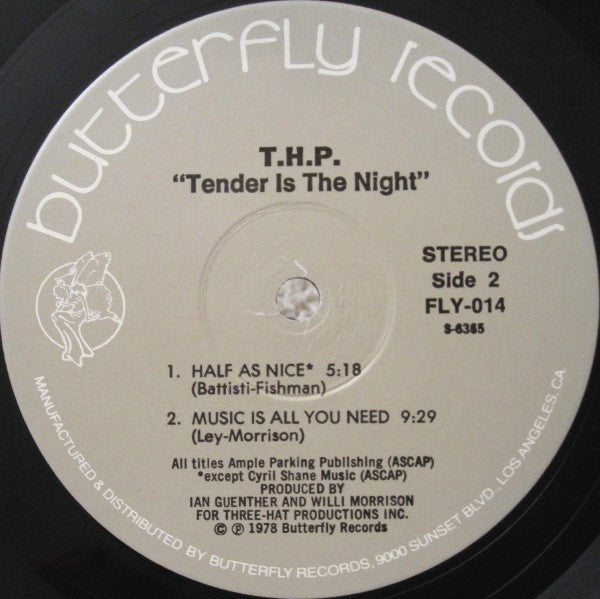 butterfly records
T.H.P.
"Tender Is The Night"
STEREO
Side 2
FLY-014
S-6365
1. HALF AS NICE* 5:18
(Battisti-Fishman)
2. MUSIC IS ALL YOU NEED 9:29
(Ley-Morrison)
All titles Ample Parking Publishing (ASCAP)
*except Cyril Shane Music (ASCAP)
PRODUCED BY
IAN GUENTHER AND WILLI MORRISON
FOR THREE-HAT PRODUCTIONS INC.
© ℗ 1978 Butterfly Records
MANUFACTURED & DISTRIBUTED BY BUTTERFLY RECORDS, 9000 SUNSET BLVD. LOS ANGELES, CA